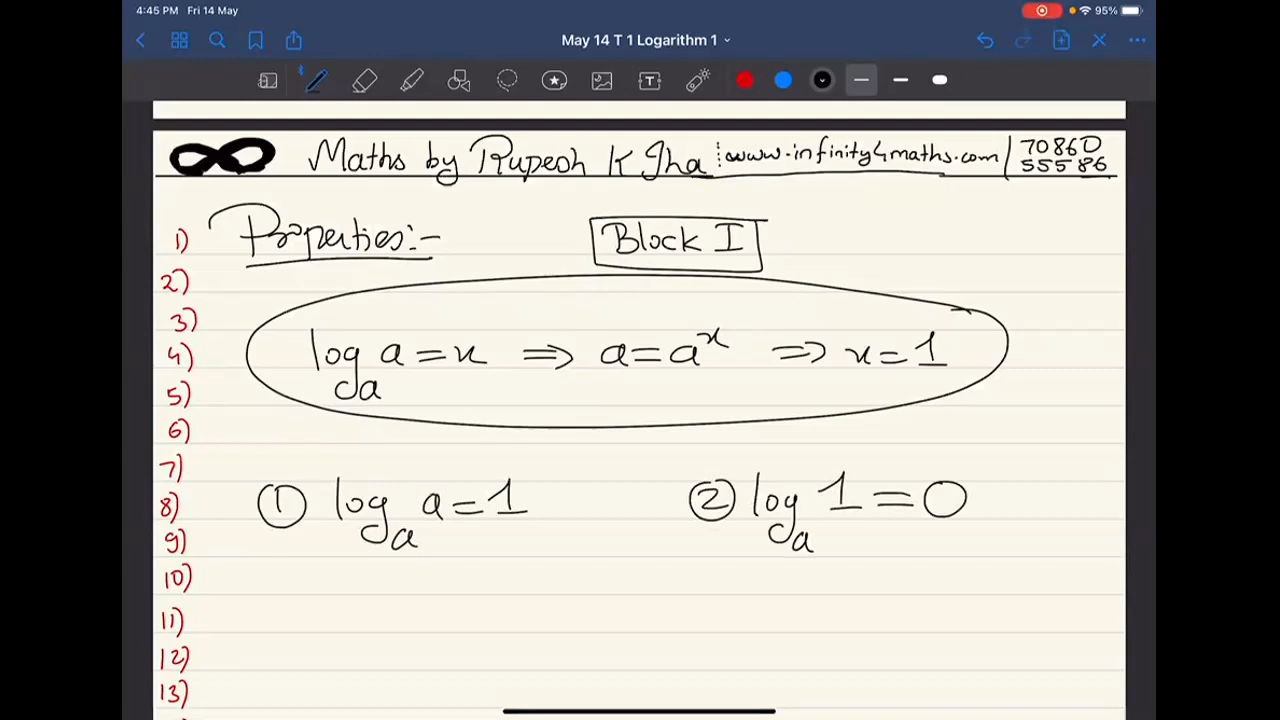 4:45 PM Fri 14 May 95%
May 14 T 1 Logarithm 1
∞ Maths by Rupesh K Jha www.infinity4maths.com 70860 55586
1) Properties:- Block I
2)
3)
4) log_a a = x ⇒ a = a^x ⇒ x = 1
5)
6)
7)
8) ① log_a a = 1 ② log_a 1 = 0
9)
10)
11)
12)
13)